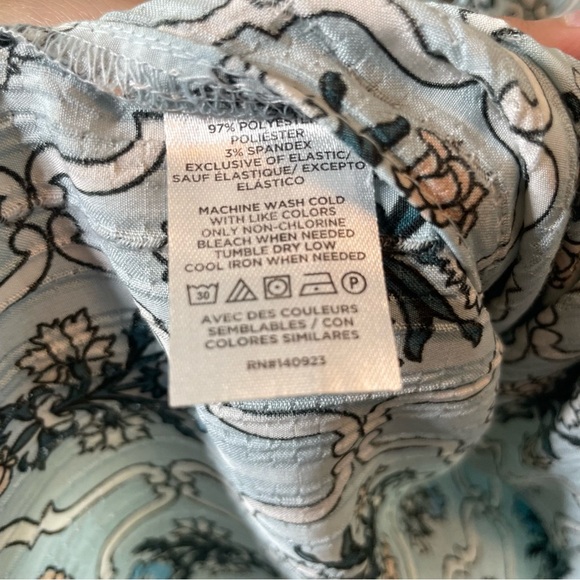 97% POLYESTER/
POLIÉSTER
3% SPANDEX
EXCLUSIVE OF ELASTIC/
SAUF ÉLASTIQUE/ EXCEPTO
ELÁSTICO
MACHINE WASH COLD
WITH LIKE COLORS
ONLY NON-CHLORINE
BLEACH WHEN NEEDED
TUMBLE DRY LOW
COOL IRON WHEN NEEDED
30 P
AVEC DES COULEURS
SEMBLABLES / CON
COLORES SIMILARES
RN#140923